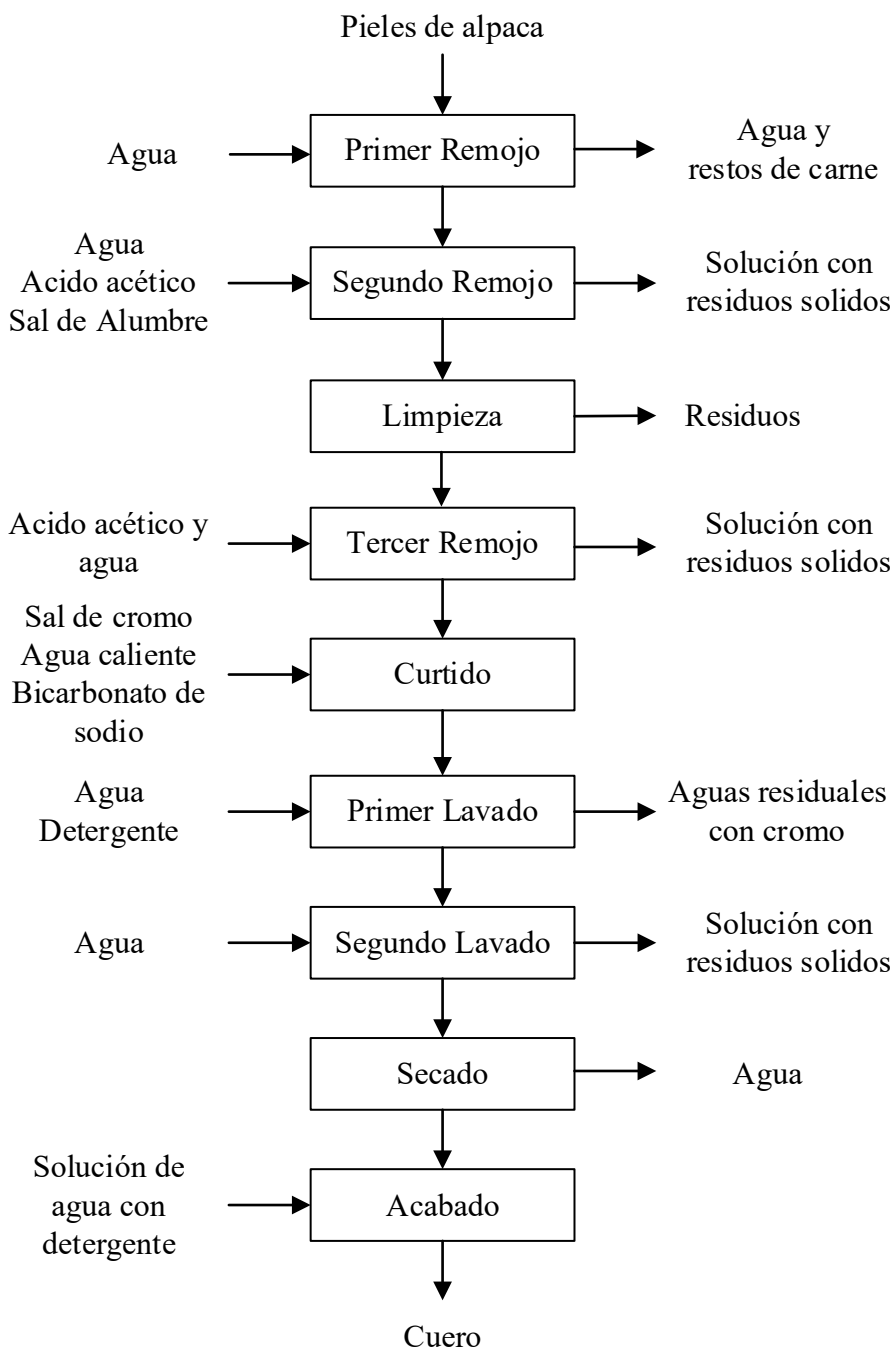 Pieles de alpaca
Agua
Primer Remojo
Agua y
restos de carne
Agua
Acido acético
Sal de Alumbre
Segundo Remojo
Solución con
residuos solidos
Limpieza
Residuos
Acido acético y
agua
Tercer Remojo
Solución con
residuos solidos
Sal de cromo
Agua caliente
Bicarbonato de
sodio
Curtido
Agua
Detergente
Primer Lavado
Aguas residuales
con cromo
Agua
Segundo Lavado
Solución con
residuos solidos
Secado
Agua
Solución de
agua con
detergente
Acabado
Cuero